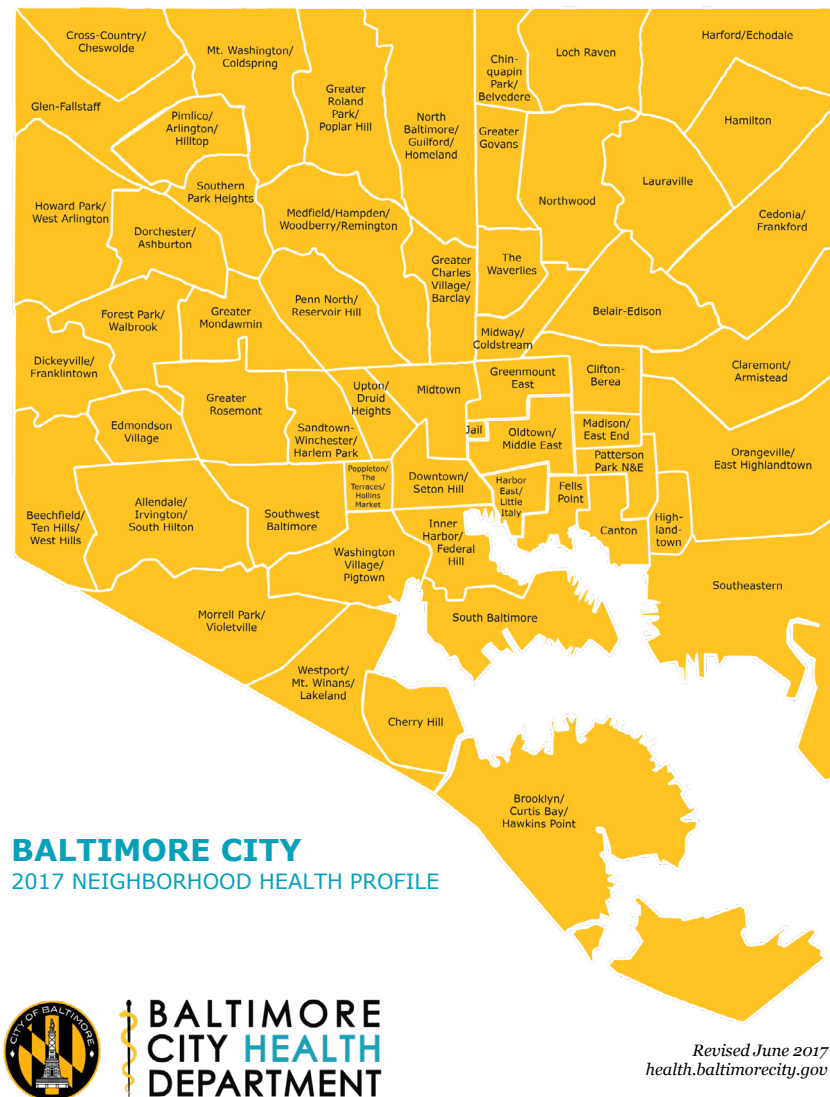 Cross-Country/
Cheswolde
Mt. Washington/
Coldspring
Greater
Roland
Park/
Poplar Hill
North
Baltimore/
Guilford/
Homeland
Chin-
quapin
Park/
Belvedere
Loch Raven
Harford/Echodale
Glen-Fallstaff
Pimlico/
Arlington/
Hilltop
Greater
Govans
Hamilton
Howard Park/
West Arlington
Southern
Park Heights
Dorchester/
Ashburton
Medfield/Hampden/
Woodberry/Remington
Northwood
Lauraville
Cedonia/
Frankford
Greater
Charles
Village/
Barclay
The
Waverlies
Forest Park/
Walbrook
Greater
Mondawmin
Penn North/
Reservoir Hill
Midway/
Coldstream
Belair-Edison
Dickeyville/
Franklintown
Greater
Rosemont
Upton/
Druid
Heights
Midtown
Greenmount
East
Clifton-
Berea
Claremont/
Armistead
Edmondson
Village
Sandtown-
Winchester/
Harlem Park
Jail
Oldtown/
Middle East
Madison/
East End
Patterson
Park N&E
Orangeville/
East Highlandtown
Beechfield/
Ten Hills/
West Hills
Allendale/
Irvington/
South Hilton
Southwest
Baltimore
Poppleton/
The
Terraces/
Hollins
Market
Downtown/
Seton Hill
Harbor
East/
Little
Italy
Fells
Point
Canton
High-
land-
town
Inner
Harbor/
Federal
Hill
Washington
Village/
Pigtown
Southeastern
Morrell Park/
Violetville
South Baltimore
Westport/
Mt. Winans/
Lakeland
Cherry Hill
Brooklyn/
Curtis Bay/
Hawkins Point
BALTIMORE CITY
2017 NEIGHBORHOOD HEALTH PROFILE
CITY OF BALTIMORE
BALTIMORE
CITY HEALTH
DEPARTMENT
Revised June 2017
health.baltimorecity.gov